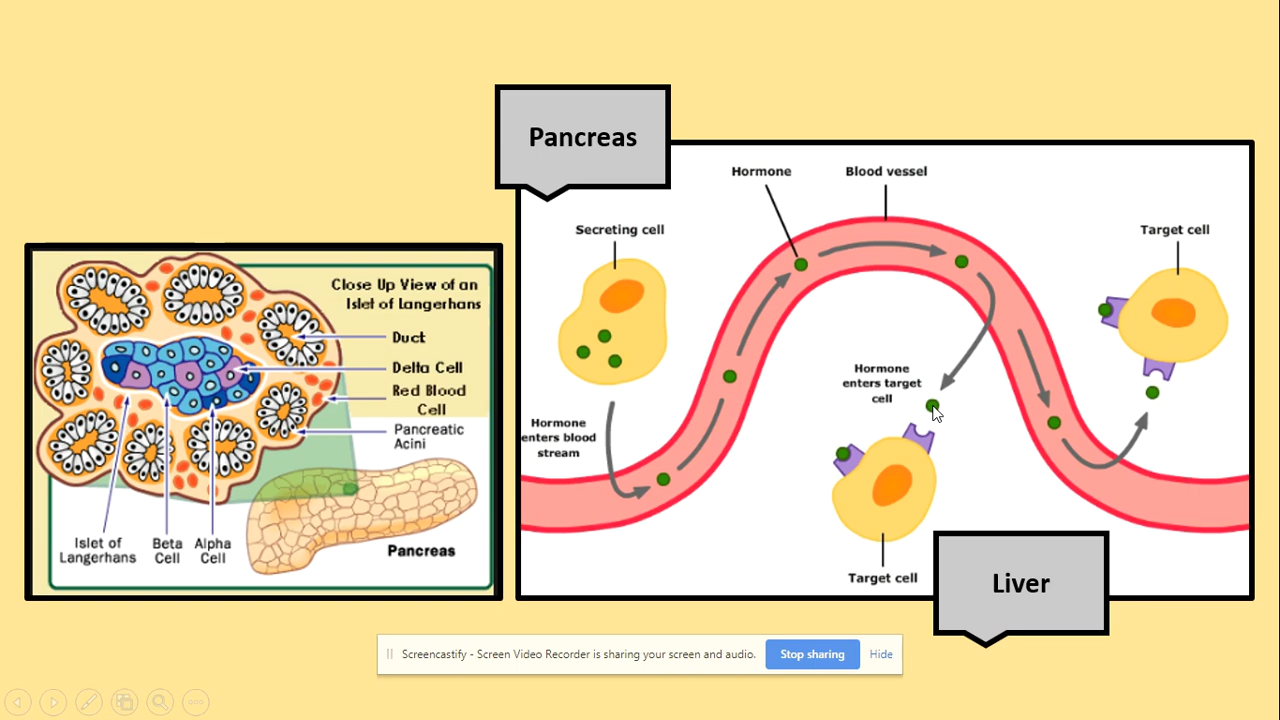 Pancreas
Hormone
Blood vessel
Secreting cell
Target cell
Hormone
enters blood
stream
Hormone
enters target
cell
Target cell
Liver
Close Up View of an
Islet of Langerhans
Duct
Delta Cell
Red Blood
Cell
Pancreatic
Acini
Islet of
Langerhans
Beta
Cell
Alpha
Cell
Pancreas
Screencastify - Screen Video Recorder is sharing your screen and audio.
Stop sharing
Hide